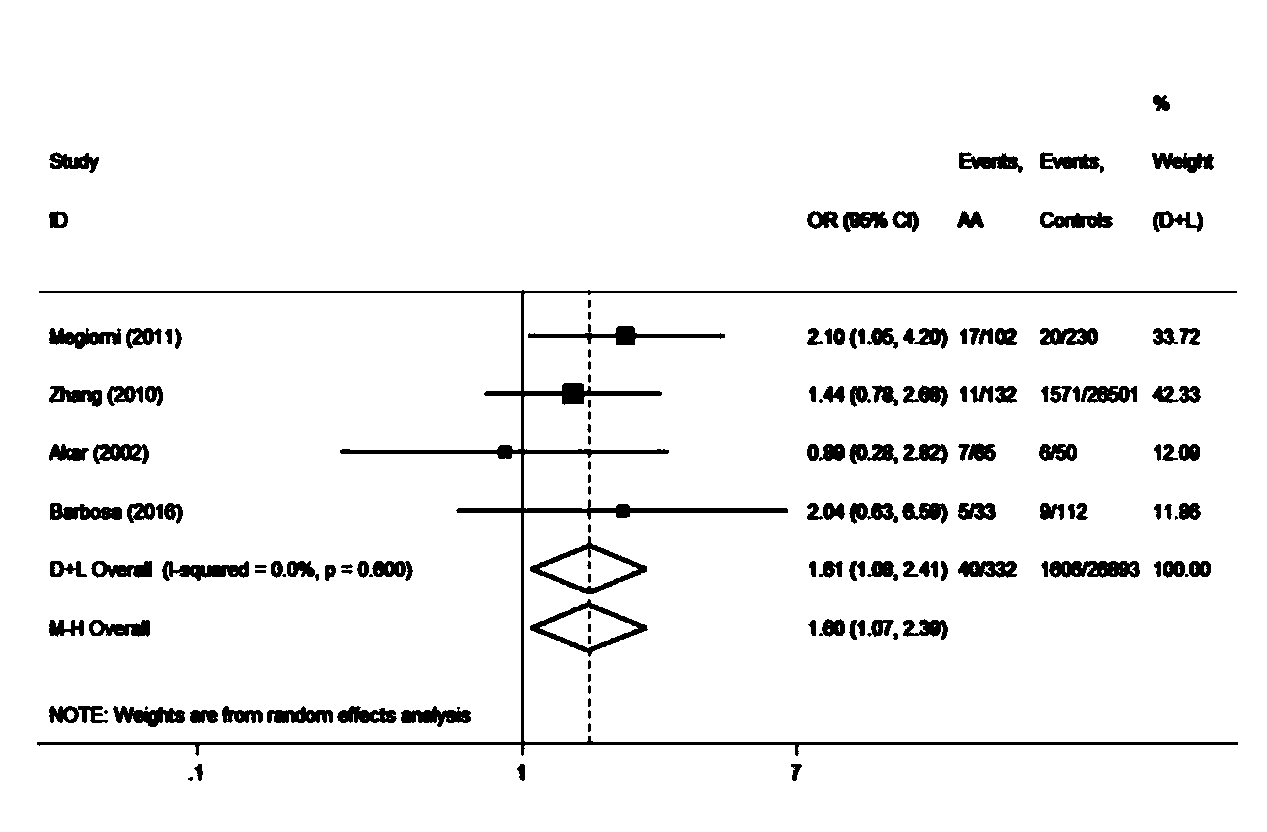 %
Study Events, Events, Weight
ID OR (95% CI) AA Controls (D+L)
Megiorni (2011) 2.10 (1.05, 4.20) 17/102 20/230 33.72
Zhang (2010) 1.44 (0.78, 2.68) 11/132 1571/26501 42.33
Akar (2002) 0.89 (0.28, 2.82) 7/65 6/50 12.09
Barbosa (2016) 2.04 (0.63, 6.59) 5/33 9/112 11.86
D+L Overall (I-squared = 0.0%, p = 0.600) 1.61 (1.08, 2.41) 40/332 1606/26893 100.00
M-H Overall 1.60 (1.07, 2.39)
NOTE: Weights are from random effects analysis
.1 1 7